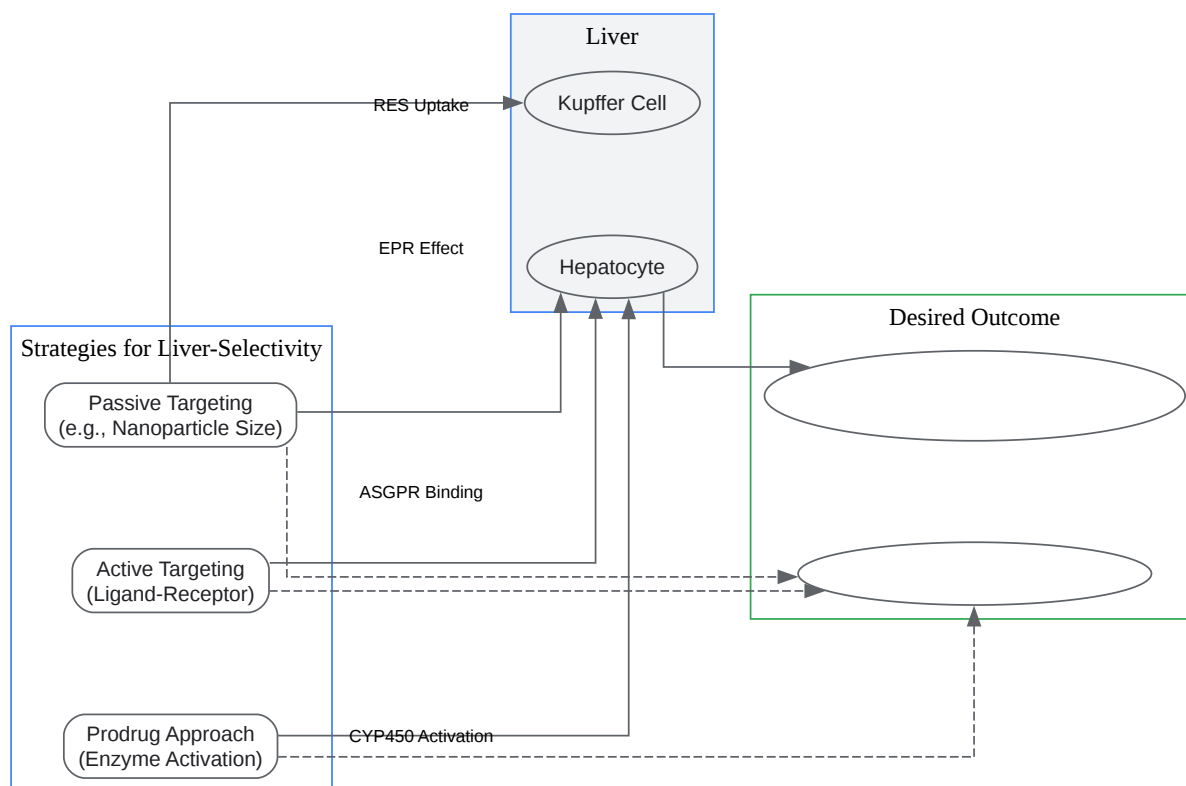 Liver
Kupffer Cell
RES Uptake
EPR Effect
Hepatocyte
Desired Outcome
Strategies for Liver-Selectivity
Passive Targeting
(e.g., Nanoparticle Size)
ASGPR Binding
Active Targeting
(Ligand-Receptor)
Prodrug Approach
(Enzyme Activation)
CYP450 Activation